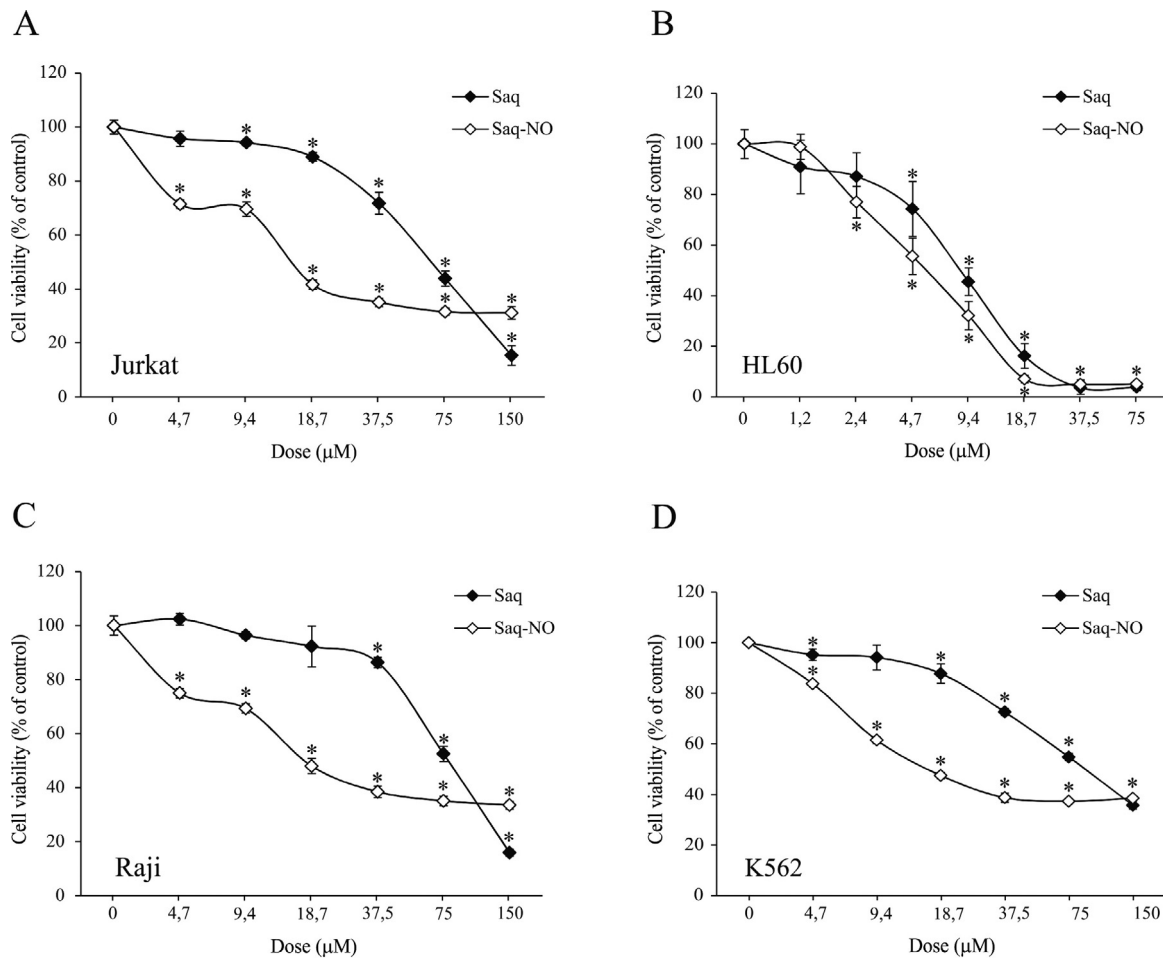 A
120
100
80
60
40
20
0
Cell viability (% of control)
Saq
Saq-NO
* * * * * *
* * * * * *
Jurkat
0 4,7 9,4 18,7 37,5 75 150
Dose (µM)
B
120
100
80
60
40
20
0
Cell viability (% of control)
Saq
Saq-NO
* * * *
* * * *
HL60
0 1,2 2,4 4,7 9,4 18,7 37,5 75
Dose (µM)
C
120
100
80
60
40
20
0
Cell viability (% of control)
Saq
Saq-NO
* * *
* * * * * *
Raji
0 4,7 9,4 18,7 37,5 75 150
Dose (µM)
D
120
100
80
60
40
20
0
Cell viability (% of control)
Saq
Saq-NO
* * * * *
* * * * *
K562
0 4,7 9,4 18,7 37,5 75 150
Dose (µM)